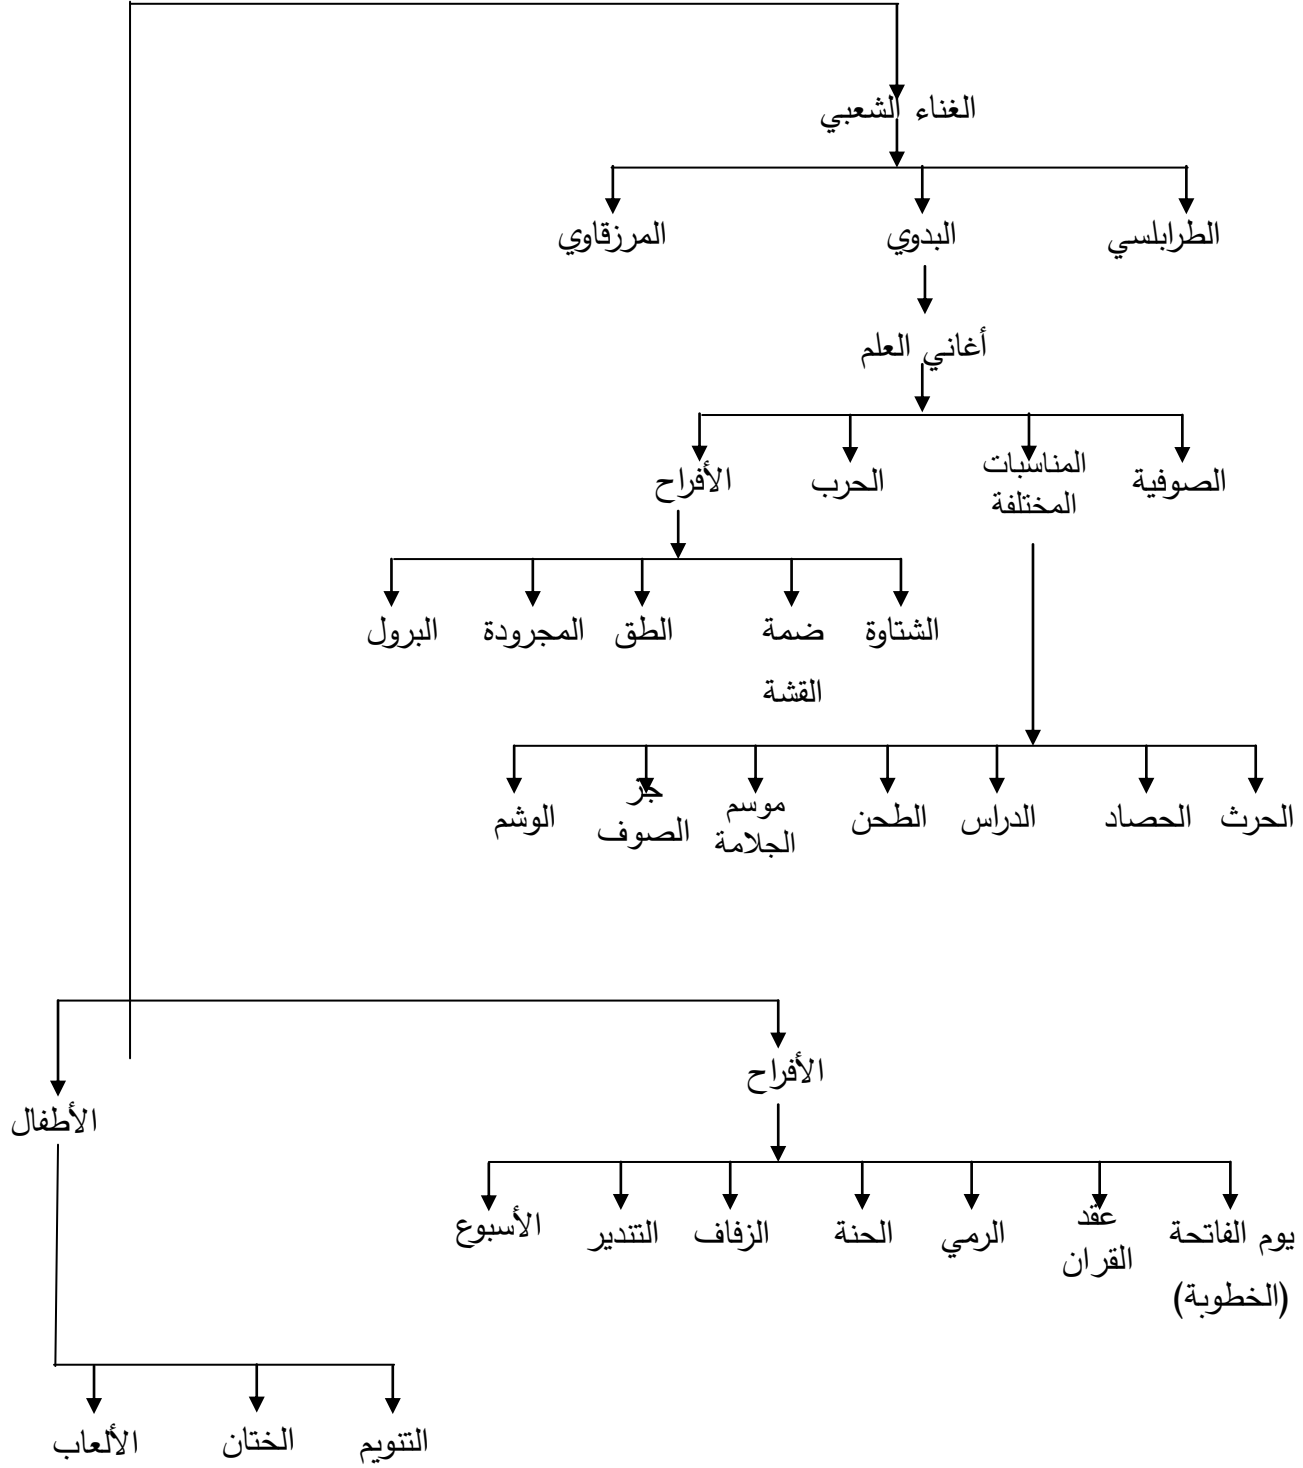 الغناء الشعبي
الطرابلسي
البدوي
المرزقاوي
أغاني العلم
الصوفية
المناسبات
المختلفة
الحرب
الأفراح
الشتاوة
ضمة
القشة
الطق
المجرودة
البرول
الحرث
الحصاد
الدراس
الطحن
موسم
الجلامة
جز
الصوف
الوشم
الأفراح
الأطفال
يوم الفاتحة
(الخطوبة)
عقد
القران
الرمي
الحنة
الزفاف
التندير
الأسبوع
التنويم
الختان
الألعاب